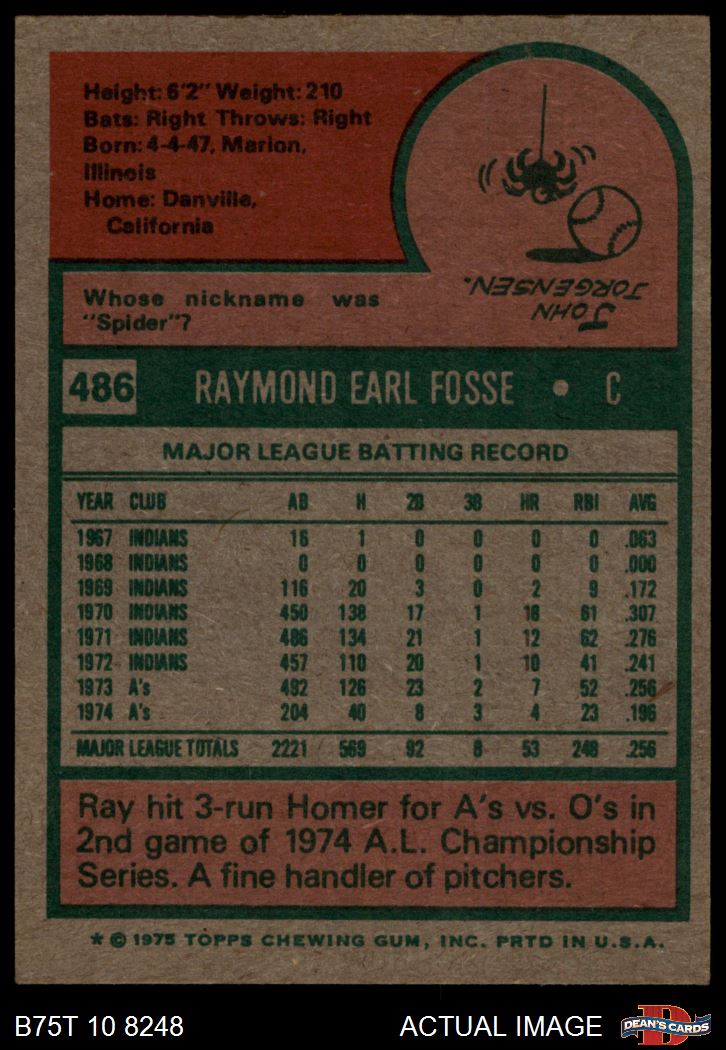 Height: 6'2" Weight: 210
Bats: Right Throws: Right
Born: 4-4-47, Marion,
Illinois
Home: Danville,
California
Whose nickname was
"Spider"?
JOHN
JORGENSEN.
486 RAYMOND EARL FOSSE • C
MAJOR LEAGUE BATTING RECORD
YEAR CLUB AB H 2B 3B HR RBI AVG
1967 INDIANS 16 1 0 0 0 0 .063
1968 INDIANS 0 0 0 0 0 0 .000
1969 INDIANS 116 20 3 0 2 9 .172
1970 INDIANS 450 138 17 1 18 61 .307
1971 INDIANS 486 134 21 1 12 62 .276
1972 INDIANS 457 110 20 1 10 41 .241
1973 A's 492 126 23 2 7 52 .256
1974 A's 204 40 8 3 4 23 .196
MAJOR LEAGUE TOTALS 2221 569 92 8 53 248 .256
Ray hit 3-run Homer for A's vs. O's in
2nd game of 1974 A.L. Championship
Series. A fine handler of pitchers.
* © 1975 TOPPS CHEWING GUM, INC. PRTD IN U.S.A.
B75T 10 8248 ACTUAL IMAGE
D
DEAN'S CARDS